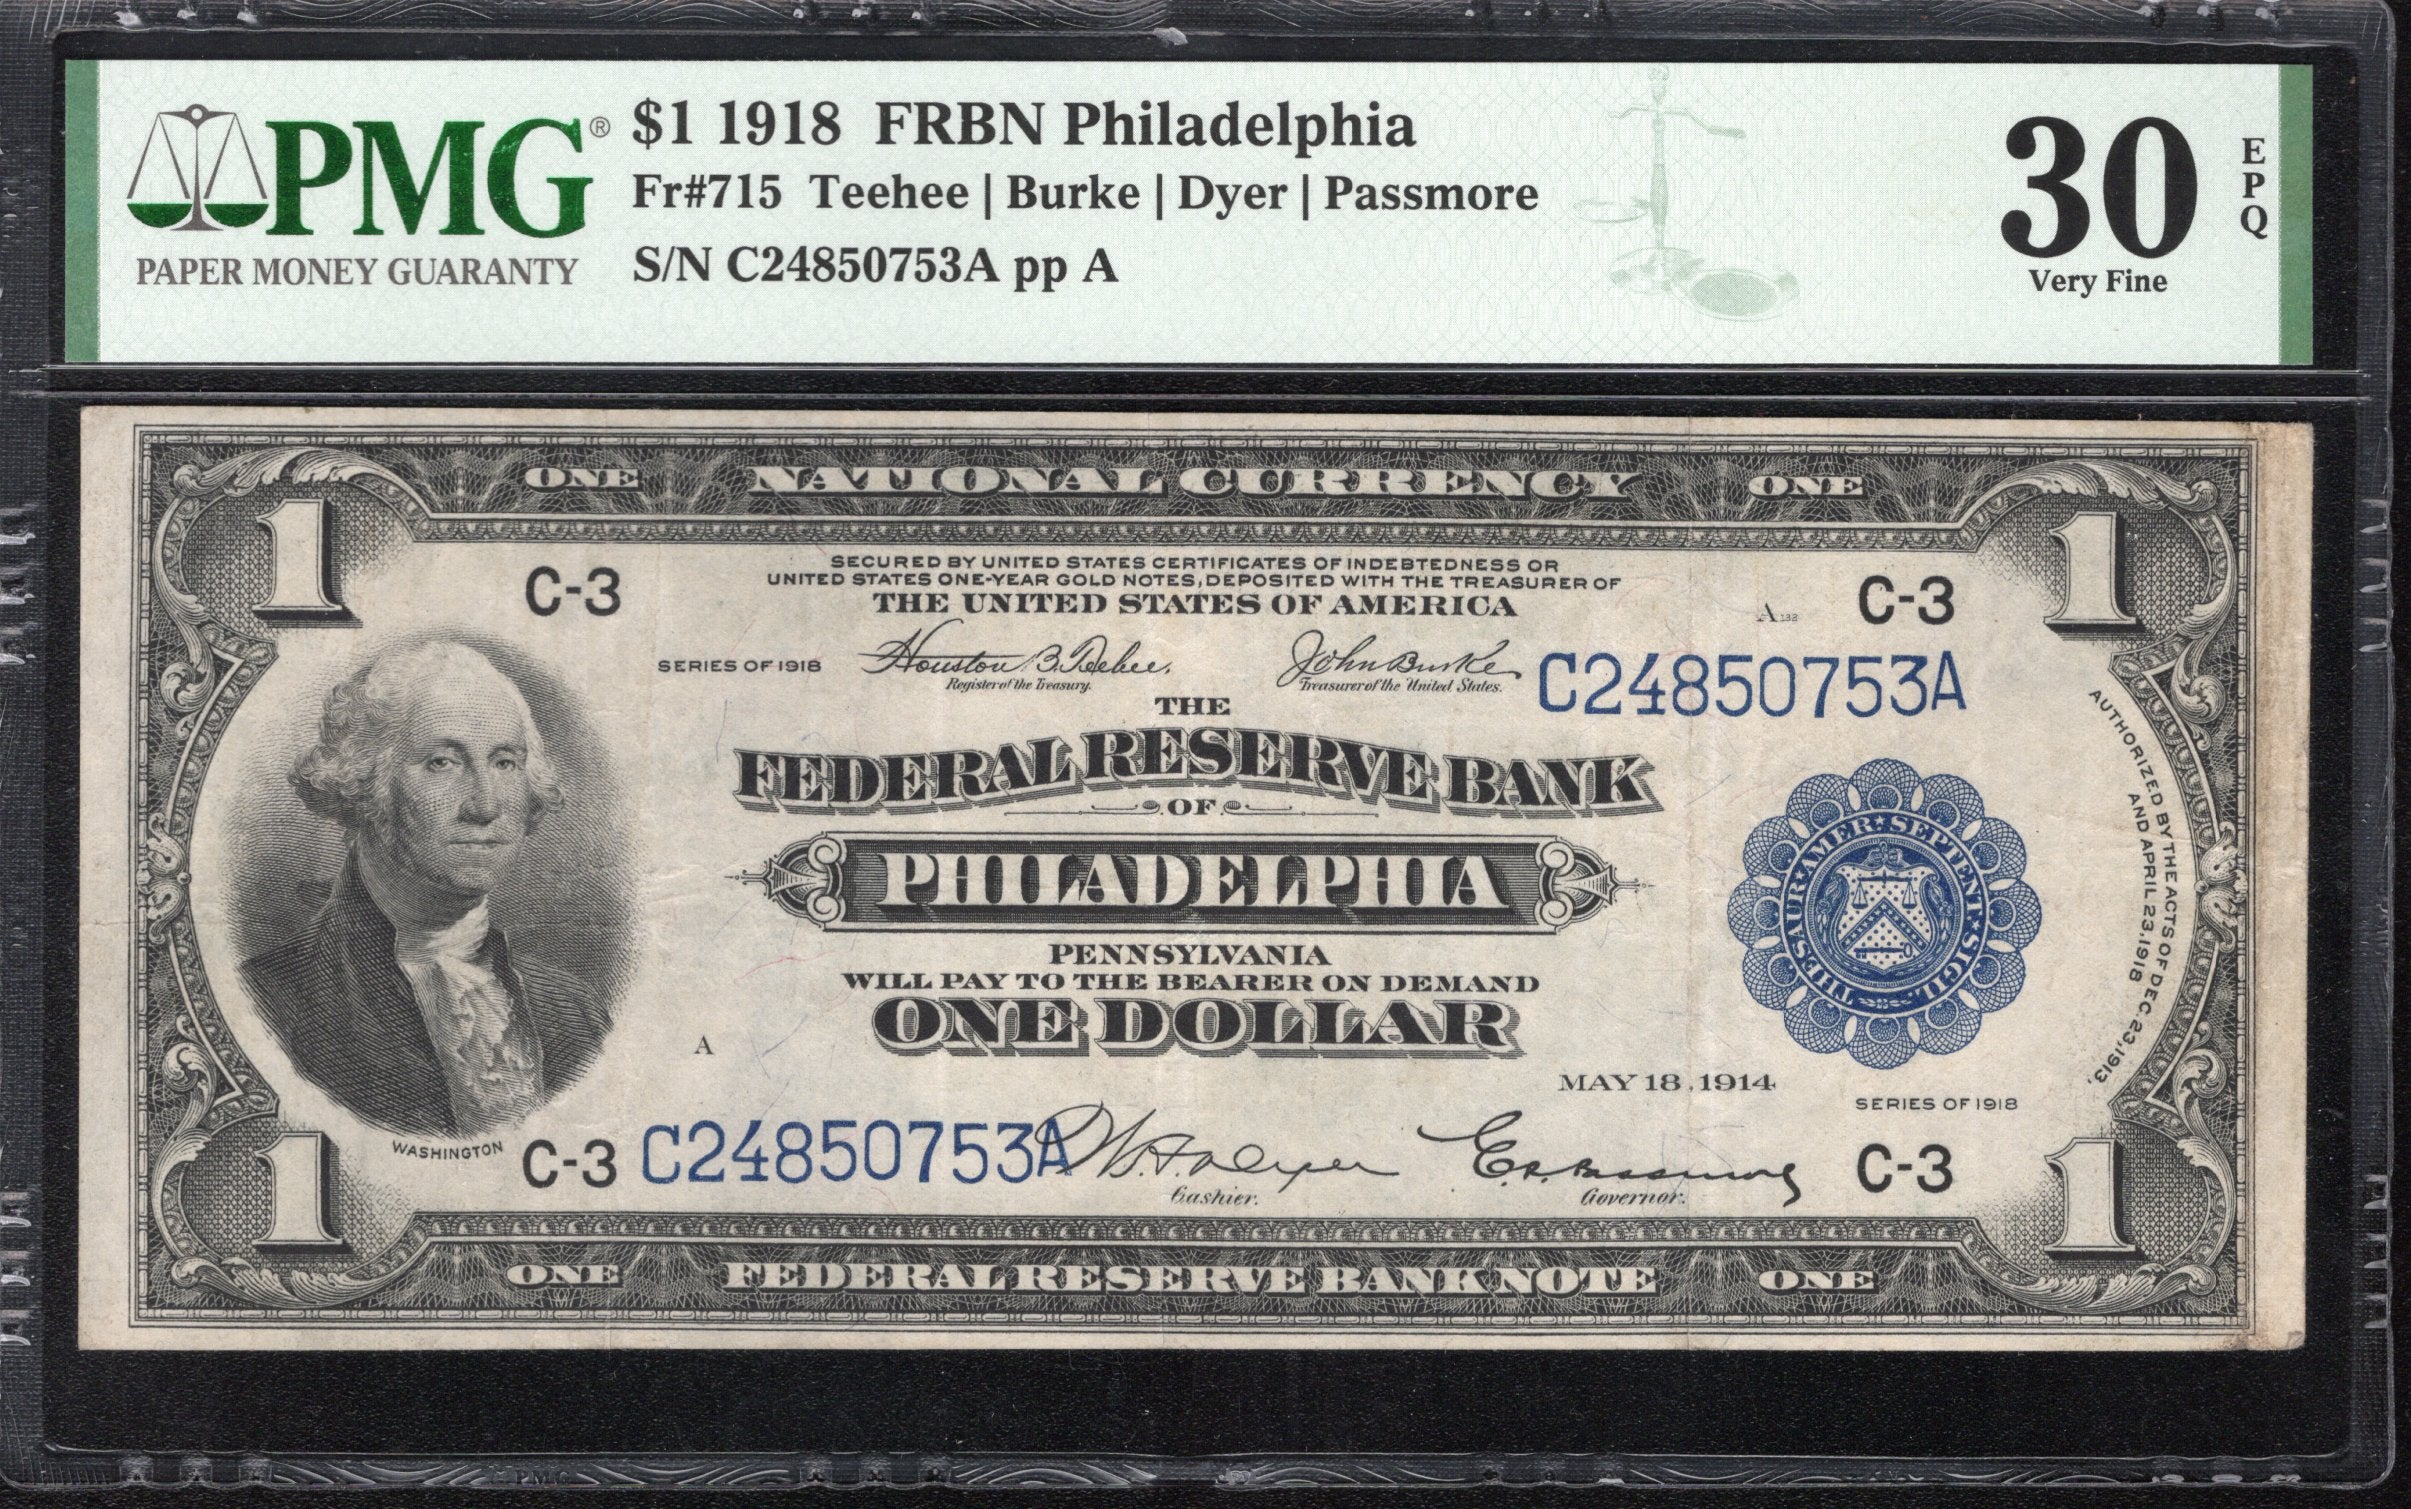 PMG®
PAPER MONEY GUARANTY
$1 1918 FRBN Philadelphia
Fr#715 Teehee | Burke | Dyer | Passmore
S/N C24850753A pp A
30
Very Fine
EPQ
ONE NATIONAL CURRENCY ONE
1 1
SECURED BY UNITED STATES CERTIFICATES OF INDEBTEDNESS OR
UNITED STATES ONE-YEAR GOLD NOTES, DEPOSITED WITH THE TREASURER OF
THE UNITED STATES OF AMERICA
C-3 A 132 C-3
SERIES OF 1918 Houston B. Teehee. John Burke C24850753A
Register of the Treasury. Treasurer of the United States.
THE
FEDERAL RESERVE BANK
OF
PHILADELPHIA
PENNSYLVANIA
WILL PAY TO THE BEARER ON DEMAND
ONE DOLLAR
A
THESAUR. AMER. SEPTENT. SIGIL.
AUTHORIZED BY THE ACTS OF DEC. 23, 1913,
AND APRIL 23, 1918
MAY 18, 1914
SERIES OF 1918
WASHINGTON C-3 C24850753A W. A. Dyer E. P. Passmore C-3
Cashier. Governor.
1 1
ONE FEDERAL RESERVE BANK NOTE ONE
PMG